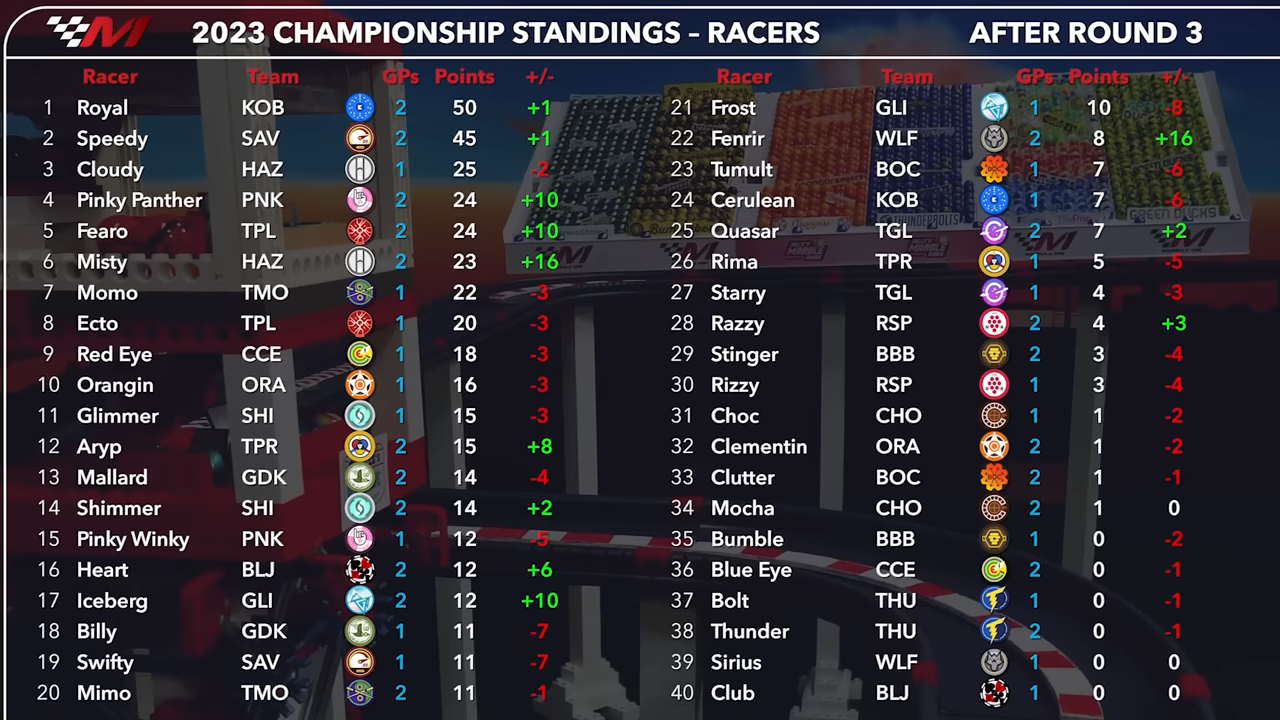 M 2023 CHAMPIONSHIP STANDINGS – RACERS AFTER ROUND 3
Racer Team GPs Points +/-
1 Royal KOB 2 50 +1
2 Speedy SAV 2 45 +1
3 Cloudy HAZ 1 25 -2
4 Pinky Panther PNK 2 24 +10
5 Fearo TPL 2 24 +10
6 Misty HAZ 2 23 +16
7 Momo TMO 1 22 -3
8 Ecto TPL 1 20 -3
9 Red Eye CCE 1 18 -3
10 Orangin ORA 1 16 -3
11 Glimmer SHI 1 15 -3
12 Aryp TPR 2 15 +8
13 Mallard GDK 2 14 -4
14 Shimmer SHI 2 14 +2
15 Pinky Winky PNK 1 12 -5
16 Heart BLJ 2 12 +6
17 Iceberg GLI 2 12 +10
18 Billy GDK 1 11 -7
19 Swifty SAV 1 11 -7
20 Mimo TMO 2 11 -1
Racer Team GPs Points +/-
21 Frost GLI 1 10 -8
22 Fenrir WLF 2 8 +16
23 Tumult BOC 1 7 -6
24 Cerulean KOB 1 7 -6
25 Quasar TGL 2 7 +2
26 Rima TPR 1 5 -5
27 Starry TGL 1 4 -3
28 Razzy RSP 2 4 +3
29 Stinger BBB 2 3 -4
30 Rizzy RSP 1 3 -4
31 Choc CHO 1 1 -2
32 Clementin ORA 2 1 -2
33 Clutter BOC 2 1 -1
34 Mocha CHO 2 1 0
35 Bumble BBB 1 0 -2
36 Blue Eye CCE 2 0 -1
37 Bolt THU 1 0 -1
38 Thunder THU 2 0 -1
39 Sirius WLF 1 0 0
40 Club BLJ 1 0 0
THUNDERBOLTS
GREEN DUCKS